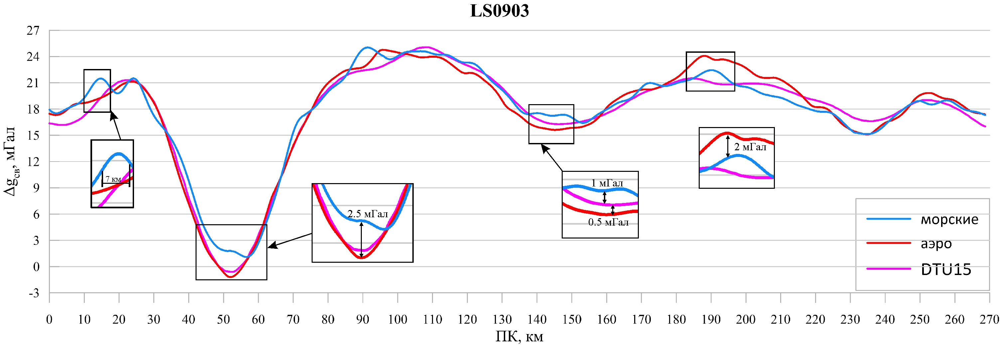 LS0903
Δgсв, мГал
27
24
21
18
15
12
9
6
3
0
-3
7 км
2.5 мГал
1 мГал
0.5 мГал
2 мГал
морские
аэро
DTU15
0 10 20 30 40 50 60 70 80 90 100 110 120 130 140 150 160 170 180 190 200 210 220 230 240 250 260 270
ПК, км